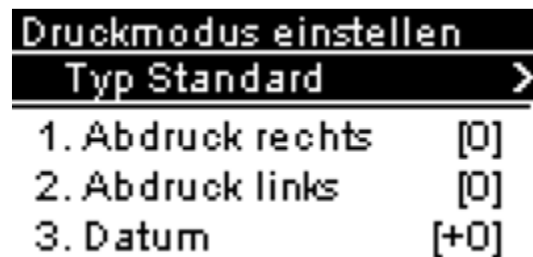 Druckmodus einstellen
Typ Standard >
1. Abdruck rechts [0]
2. Abdruck links [0]
3. Datum [+0]